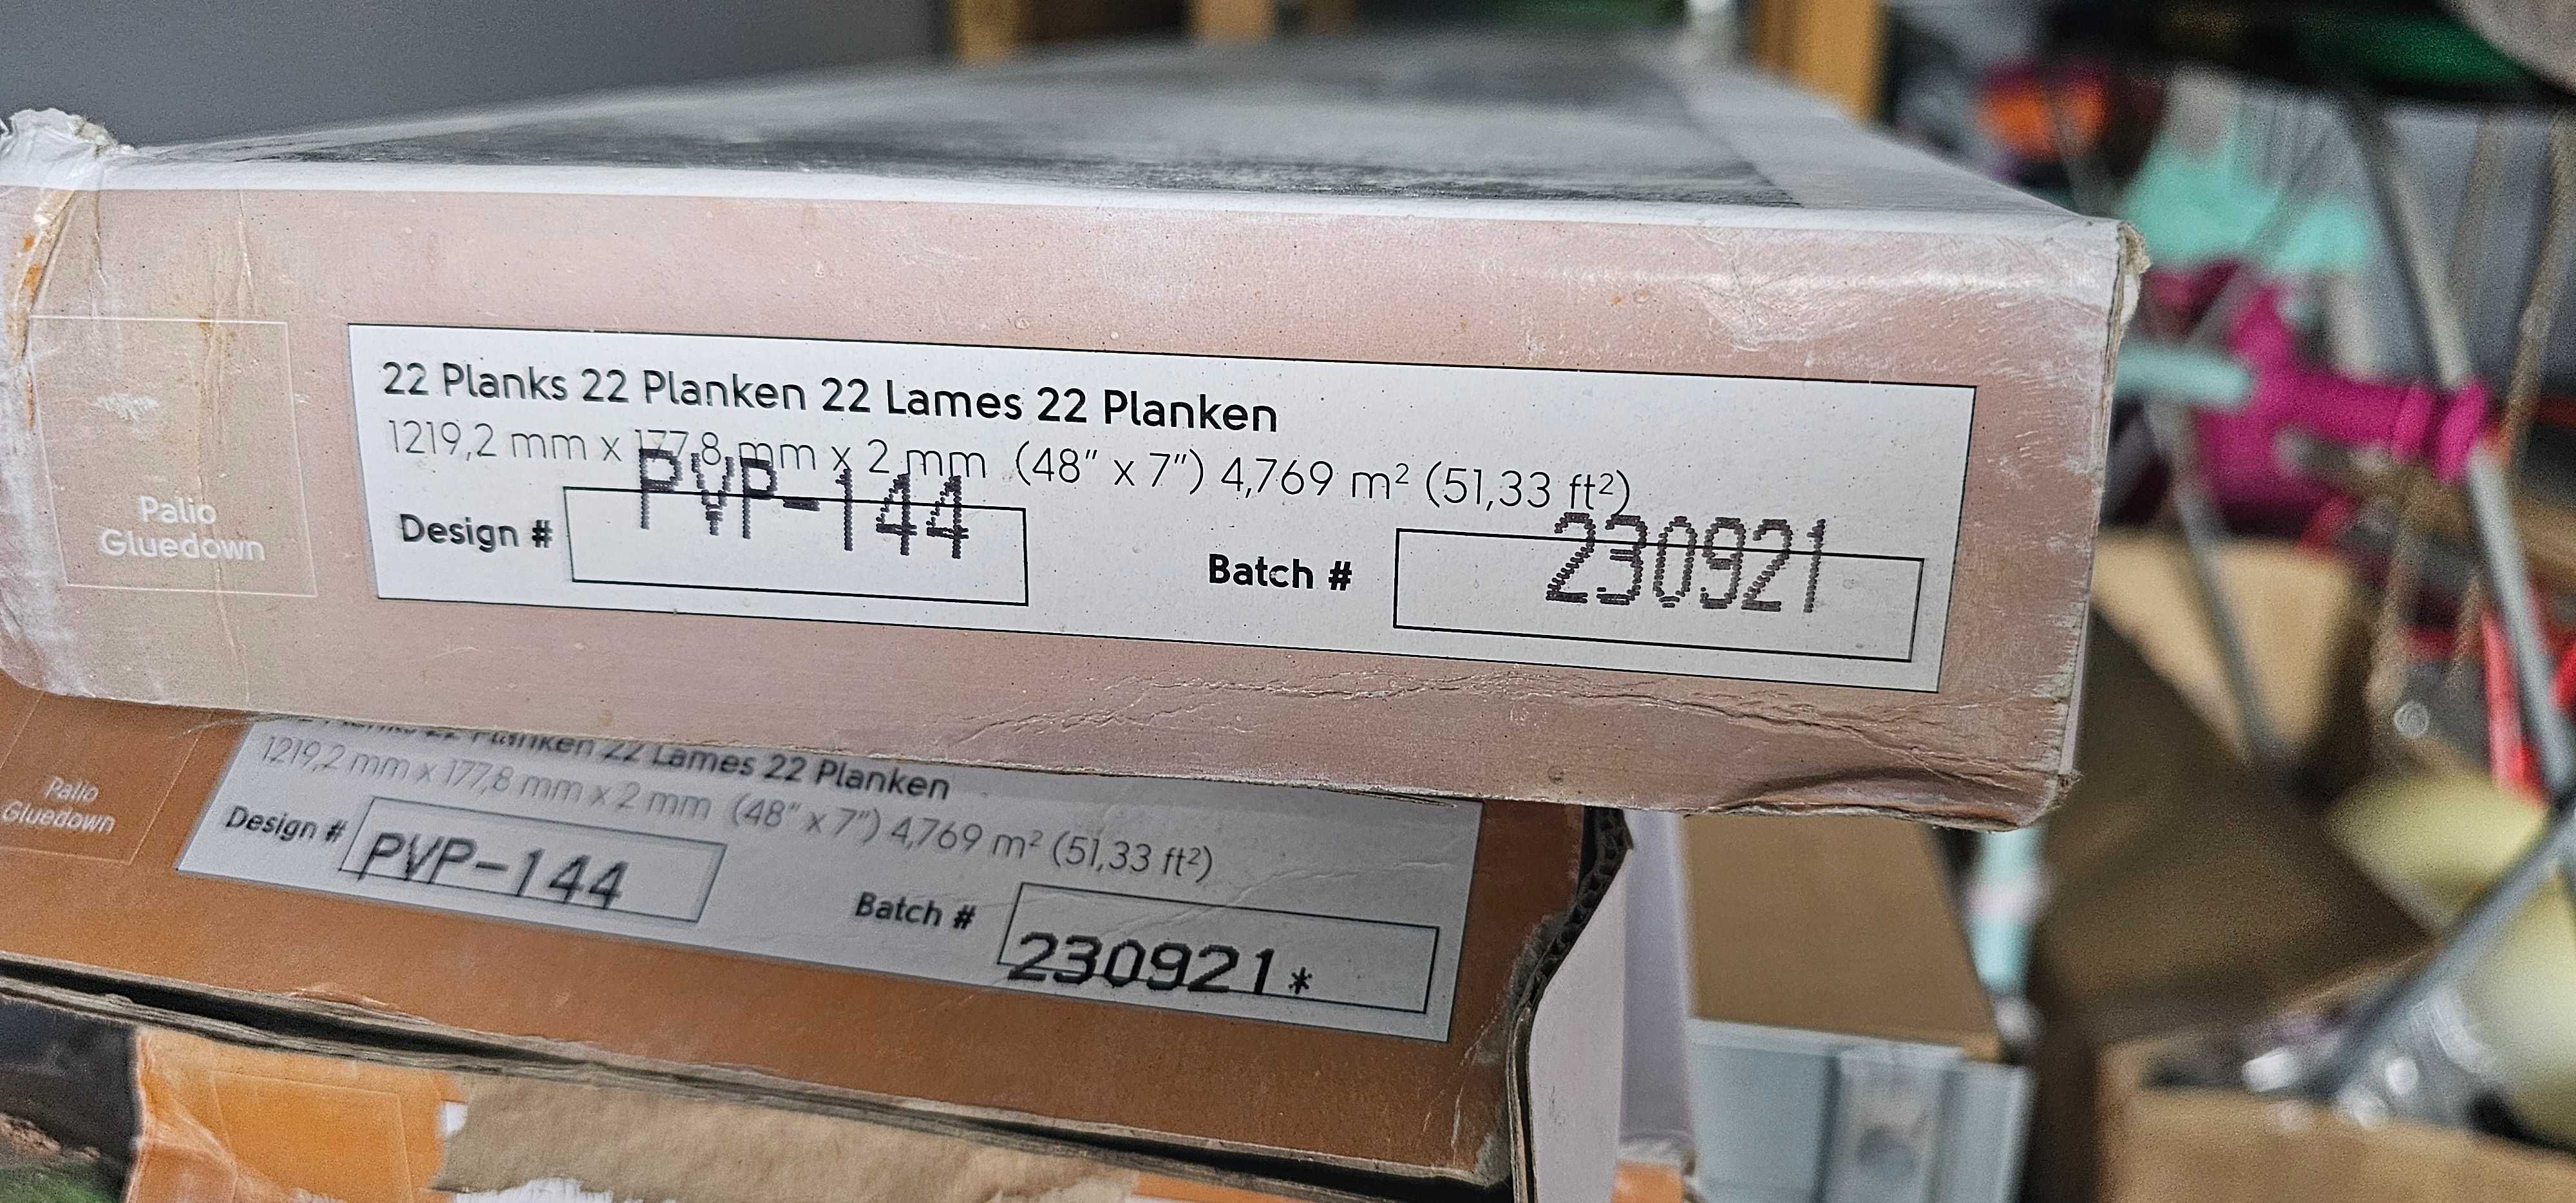 22 Planks 22 Planken 22 Lames 22 Planken
1219,2 mm x 177,8 mm x 2 mm (48" x 7") 4,769 m² (51,33 ft²)
Design # PVP-144
Batch # 230921
Palio
Gluedown
22 Planken 22 Lames 22 Planken
1219,2 mm x 177,8 mm x 2 mm (48" x 7") 4,769 m² (51,33 ft²)
Design # PVP-144
Batch # 230921*
Palio
Gluedown